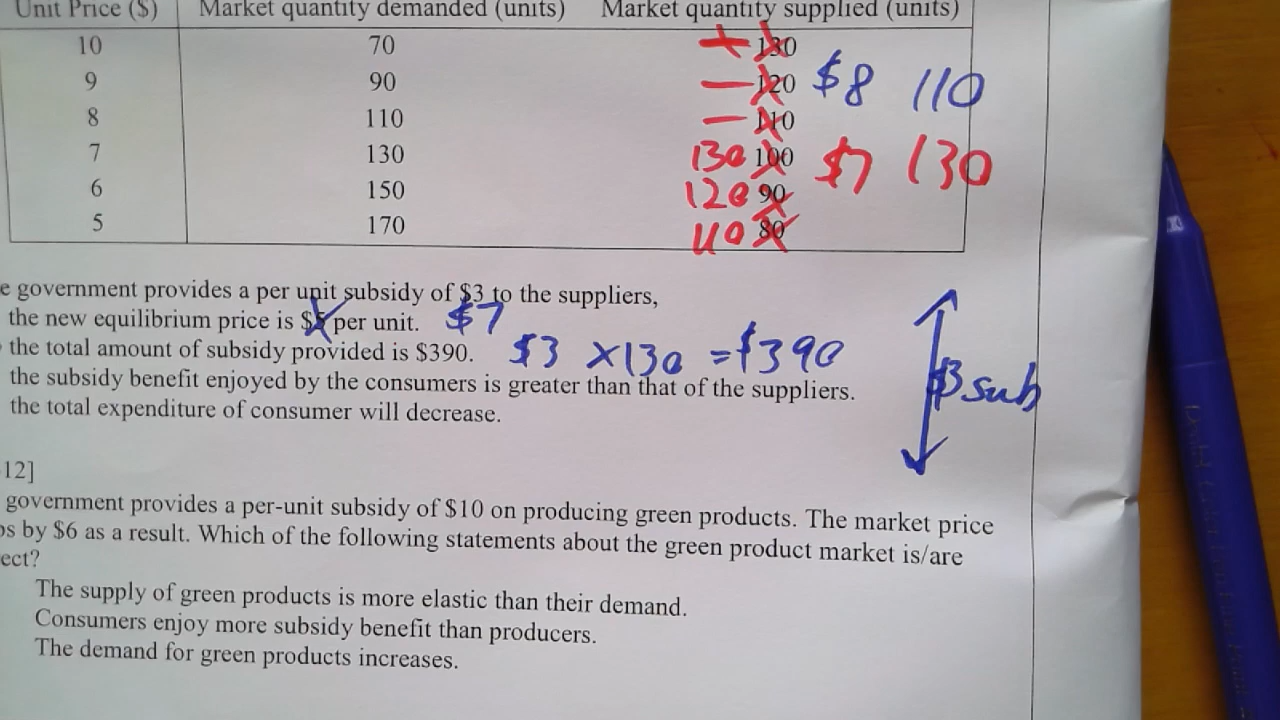 Unit Price ($) Market quantity demanded (units) Market quantity supplied (units)
10 70 130
9 90 120 $8 110
8 110 110
7 130 130 100 $7 130
6 150 120 90
5 170 110 80
e government provides a per unit subsidy of $3 to the suppliers,
the new equilibrium price is $5 per unit. $7
the total amount of subsidy provided is $390. $3 ×130 =$390
the subsidy benefit enjoyed by the consumers is greater than that of the suppliers.
$3 sub
the total expenditure of consumer will decrease.
12]
government provides a per-unit subsidy of $10 on producing green products. The market price
ps by $6 as a result. Which of the following statements about the green product market is/are
ect?
The supply of green products is more elastic than their demand.
Consumers enjoy more subsidy benefit than producers.
The demand for green products increases.